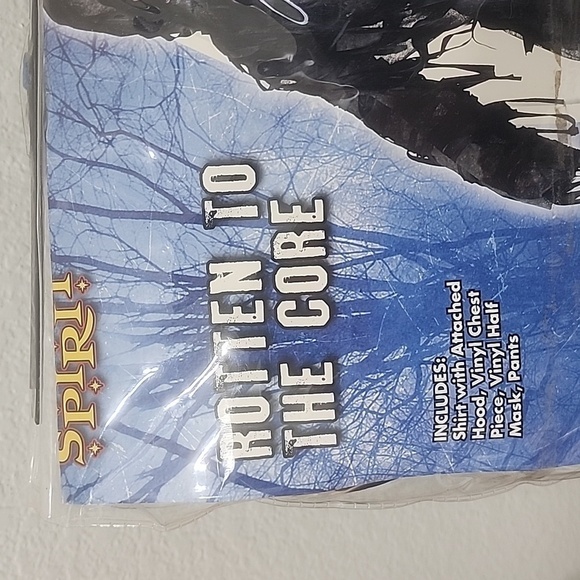 SPIRIT
ROTTEN TO
THE CORE
INCLUDES:
Shirt with Attached
Hood, Vinyl Chest
Piece, Vinyl Half
Mask, Pants